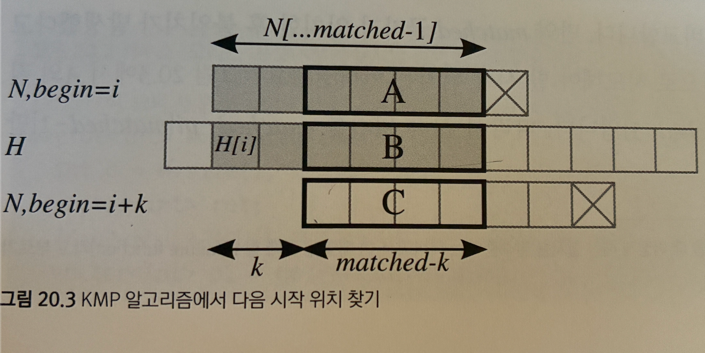 N[...matched-1]
N,begin=i A
H H[i] B
N,begin=i+k C
k matched-k
그림 20.3 KMP 알고리즘에서 다음 시작 위치 찾기